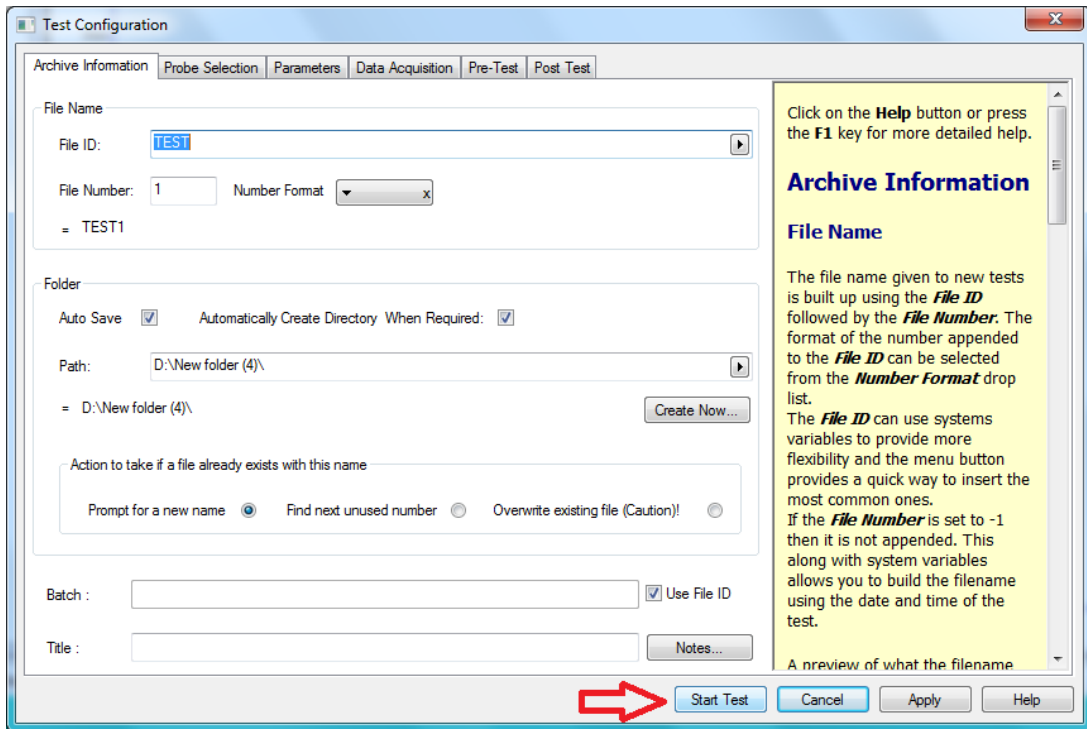 Test Configuration
x
Archive Information Probe Selection Parameters Data Acquisition Pre-Test Post Test
File Name
File ID: TEST
File Number: 1 Number Format x
= TEST1
Folder
Auto Save Automatically Create Directory When Required:
Path: D:\New folder (4)\
= D:\New folder (4)\
Create Now...
Action to take if a file already exists with this name
Prompt for a new name Find next unused number Overwrite existing file (Caution)!
Batch : Use File ID
Title : Notes...
Click on the Help button or press
the F1 key for more detailed help.
Archive Information
File Name
The file name given to new tests
is built up using the File ID
followed by the File Number. The
format of the number appended
to the File ID can be selected
from the Number Format drop
list.
The File ID can use systems
variables to provide more
flexibility and the menu button
provides a quick way to insert the
most common ones.
If the File Number is set to -1
then it is not appended. This
along with system variables
allows you to build the filename
using the date and time of the
test.
A preview of what the filename
Start Test Cancel Apply Help